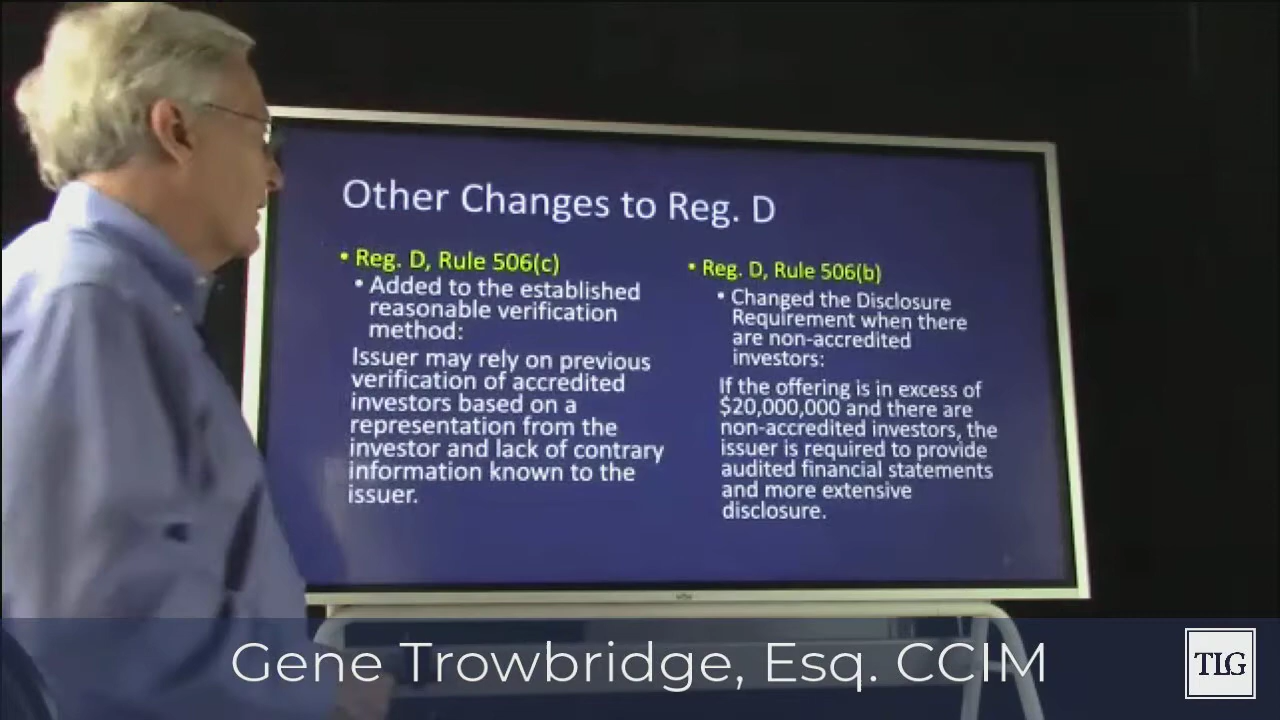 Other Changes to Reg. D
• Reg. D, Rule 506(c)
• Added to the established
reasonable verification
method:
Issuer may rely on previous
verification of accredited
investors based on a
representation from the
investor and lack of contrary
information known to the
issuer.
• Reg. D, Rule 506(b)
• Changed the Disclosure
Requirement when there
are non-accredited
investors:
If the offering is in excess of
$20,000,000 and there are
non-accredited investors, the
issuer is required to provide
audited financial statements
and more extensive
disclosure.
Gene Trowbridge, Esq. CCIM
TLG